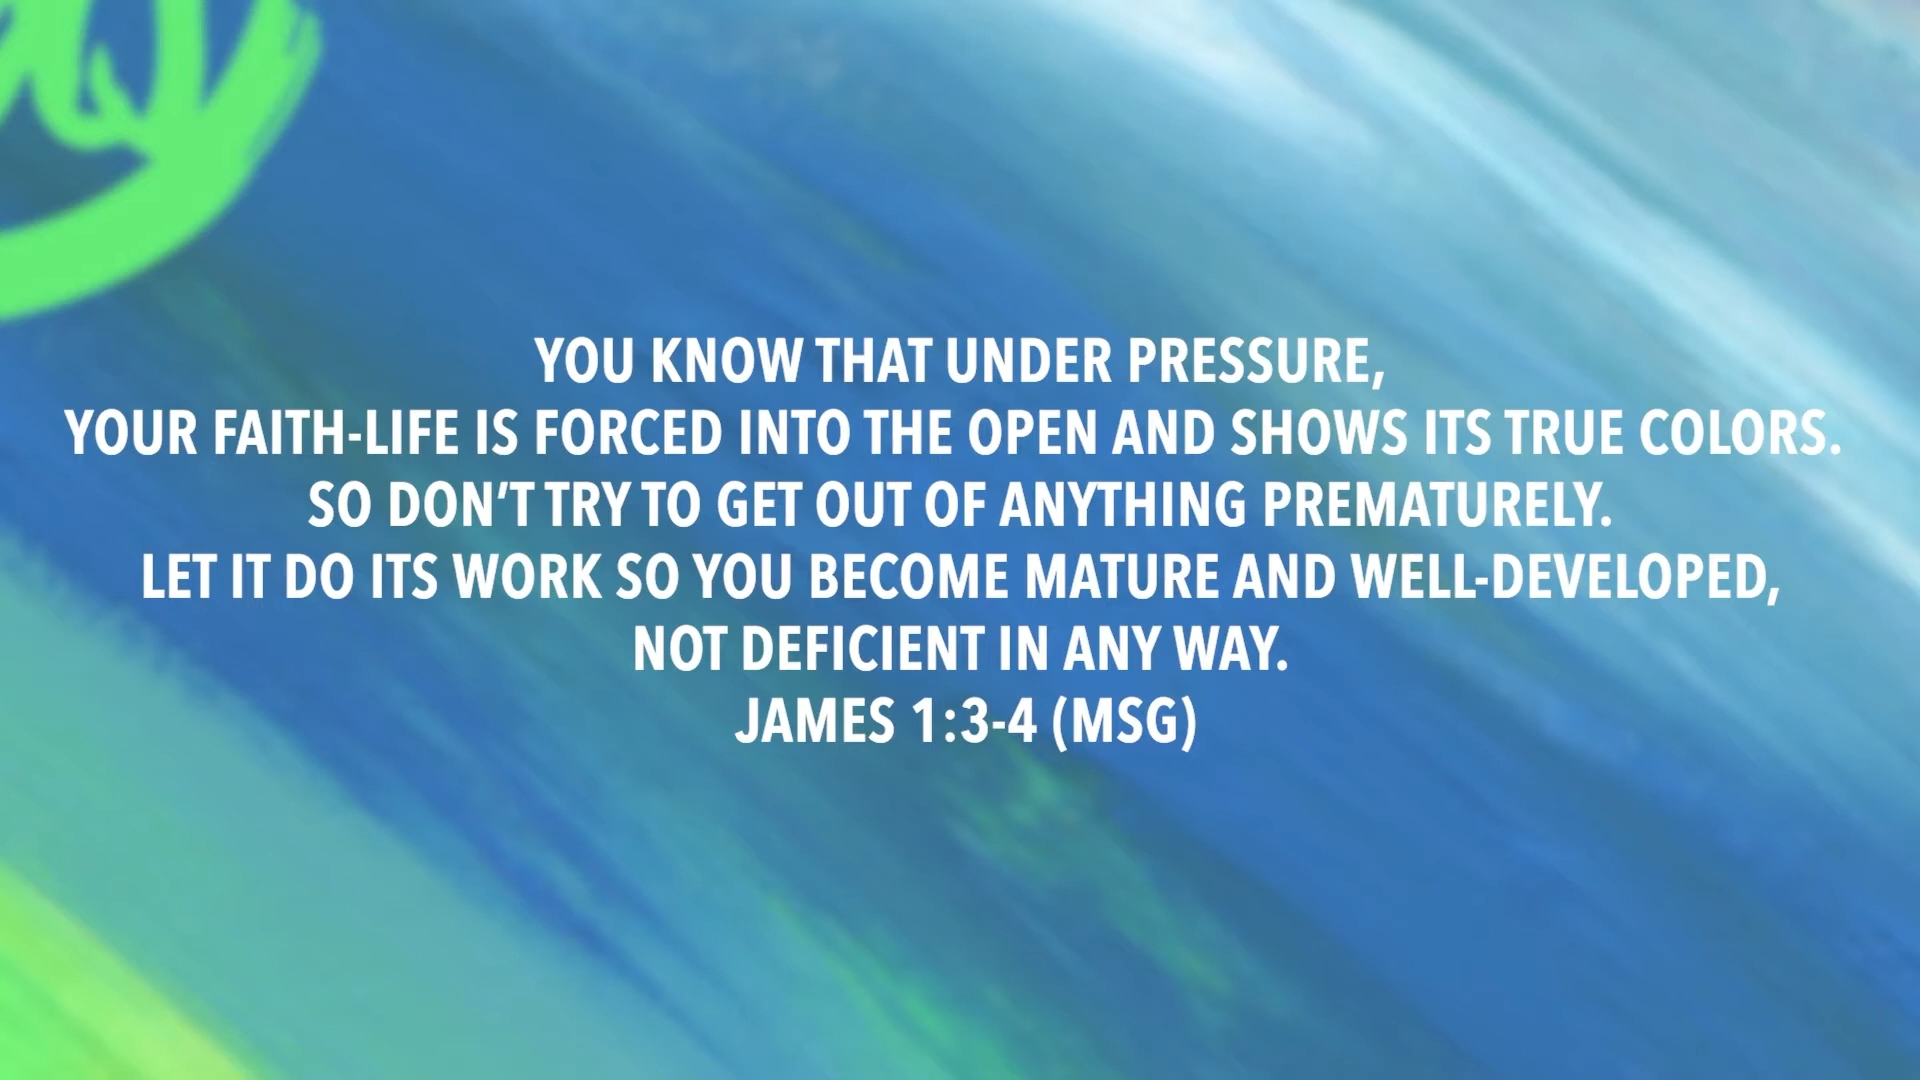 YOU KNOW THAT UNDER PRESSURE,
YOUR FAITH-LIFE IS FORCED INTO THE OPEN AND SHOWS ITS TRUE COLORS.
SO DON'T TRY TO GET OUT OF ANYTHING PREMATURELY.
LET IT DO ITS WORK SO YOU BECOME MATURE AND WELL-DEVELOPED,
NOT DEFICIENT IN ANY WAY.
JAMES 1:3-4 (MSG)